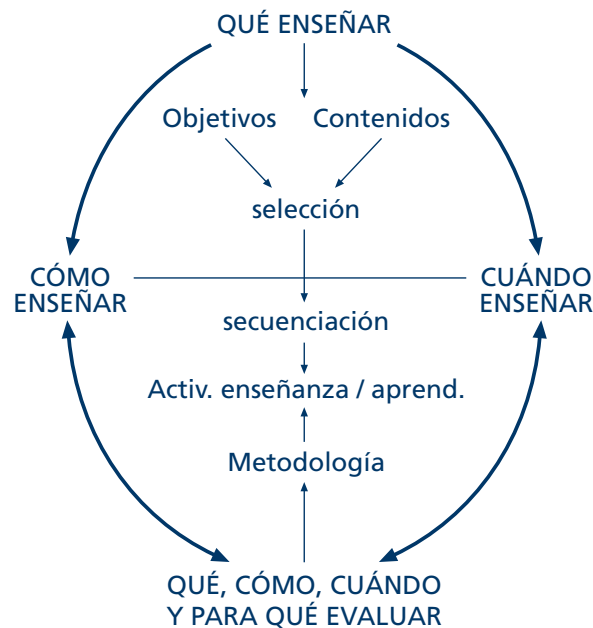 QUÉ ENSEÑAR
Objetivos Contenidos
selección
CÓMO
ENSEÑAR
CUÁNDO
ENSEÑAR
secuenciación
Activ. enseñanza / aprend.
Metodología
QUÉ, CÓMO, CUÁNDO
Y PARA QUÉ EVALUAR